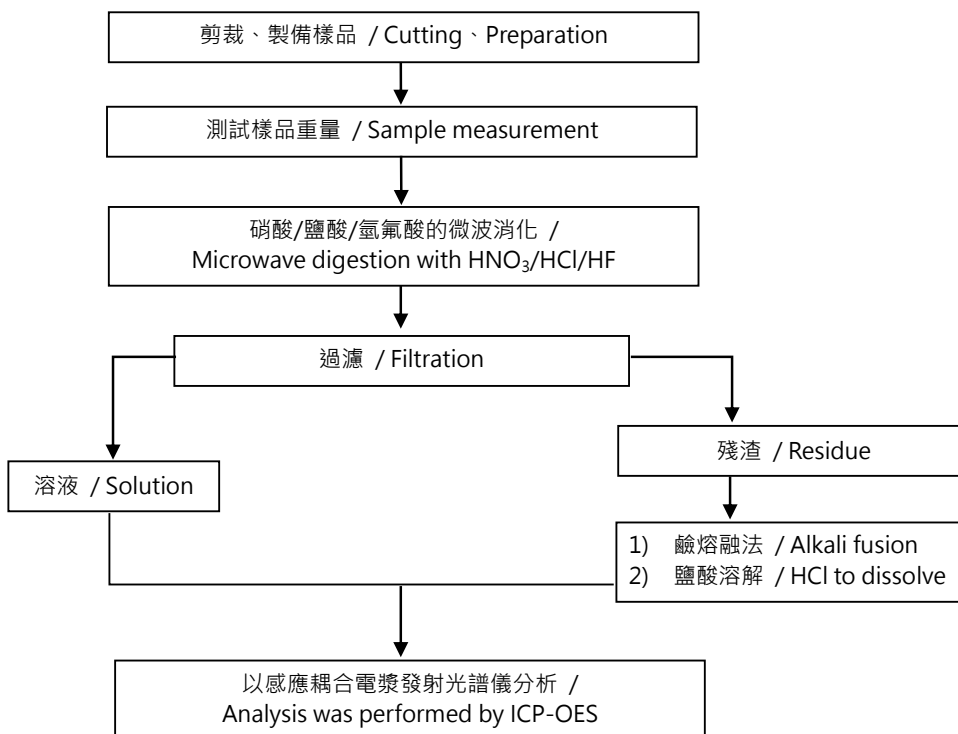 剪裁、製備樣品 / Cutting、Preparation
測試樣品重量 / Sample measurement
硝酸/鹽酸/氫氟酸的微波消化 /
Microwave digestion with HNO₃/HCl/HF
過濾 / Filtration
溶液 / Solution
殘渣 / Residue
1) 鹼熔融法 / Alkali fusion
2) 鹽酸溶解 / HCl to dissolve
以感應耦合電漿發射光譜儀分析 /
Analysis was performed by ICP-OES